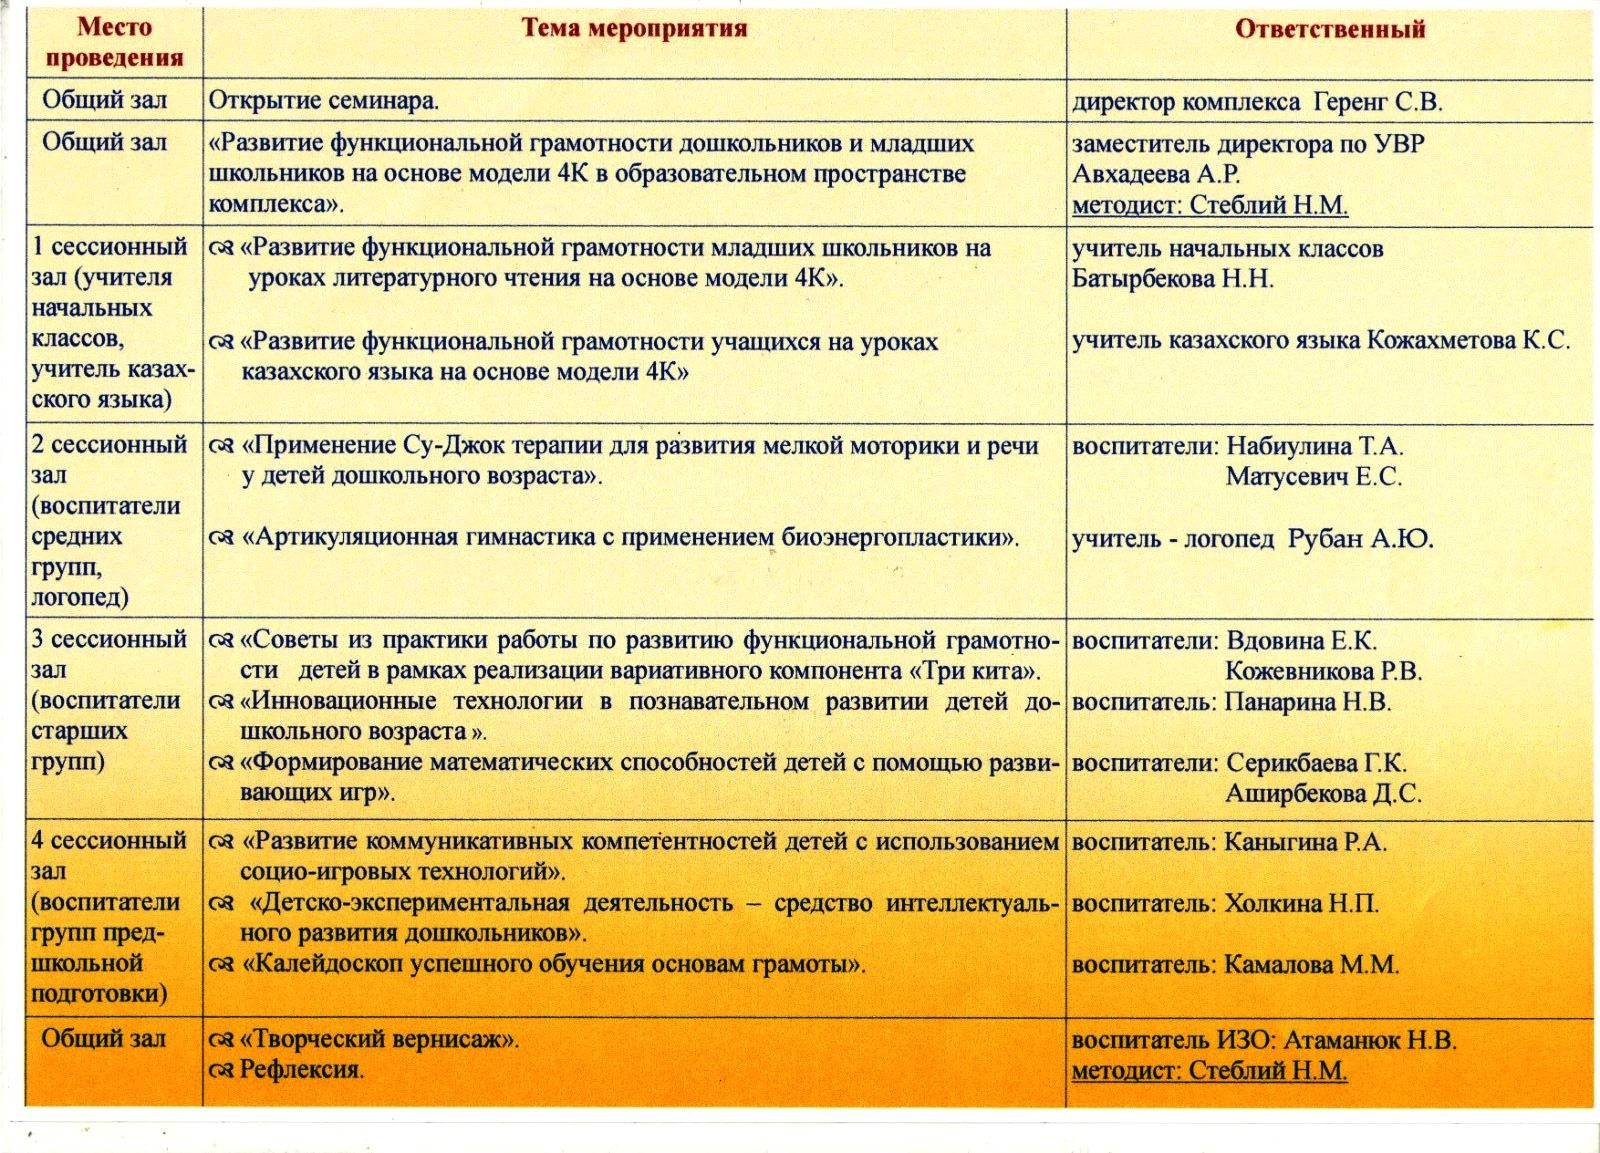 Место
проведения
Тема мероприятия
Ответственный
Общий зал
Открытие семинара.
директор комплекса Геренг С.В.
Общий зал
«Развитие функциональной грамотности дошкольников и младших
школьников на основе модели 4К в образовательном пространстве
комплекса».
заместитель директора по УВР
Авхадеева А.Р.
методист: Стеблий Н.М.
1 сессионный
зал (учителя
начальных
классов,
учитель казах-
ского языка)
«Развитие функциональной грамотности младших школьников на
уроках литературного чтения на основе модели 4К».
«Развитие функциональной грамотности учащихся на уроках
казахского языка на основе модели 4К»
учитель начальных классов
Батырбекова Н.Н.
учитель казахского языка Кожахметова К.С.
2 сессионный
зал
(воспитатели
средних
групп,
логопед)
«Применение Су-Джок терапии для развития мелкой моторики и речи
у детей дошкольного возраста».
«Артикуляционная гимнастика с применением биоэнергопластики».
воспитатели: Набиулина Т.А.
Матусевич Е.С.
учитель - логопед Рубан А.Ю.
3 сессионный
зал
(воспитатели
старших
групп)
«Советы из практики работы по развитию функциональной грамотно-
сти детей в рамках реализации вариативного компонента «Три кита».
«Инновационные технологии в познавательном развитии детей до-
школьного возраста ».
«Формирование математических способностей детей с помощью разви-
вающих игр».
воспитатели: Вдовина Е.К.
Кожевникова Р.В.
воспитатель: Панарина Н.В.
воспитатели: Серикбаева Г.К.
Аширбекова Д.С.
4 сессионный
зал
(воспитатели
групп пред-
школьной
подготовки)
«Развитие коммуникативных компетентностей детей с использованием
социо-игровых технологий».
«Детско-экспериментальная деятельность – средство интеллектуаль-
ного развития дошкольников».
«Калейдоскоп успешного обучения основам грамоты».
воспитатель: Каныгина Р.А.
воспитатель: Холкина Н.П.
воспитатель: Камалова М.М.
Общий зал
«Творческий вернисаж».
Рефлексия.
воспитатель ИЗО: Атаманюк Н.В.
методист: Стеблий Н.М.